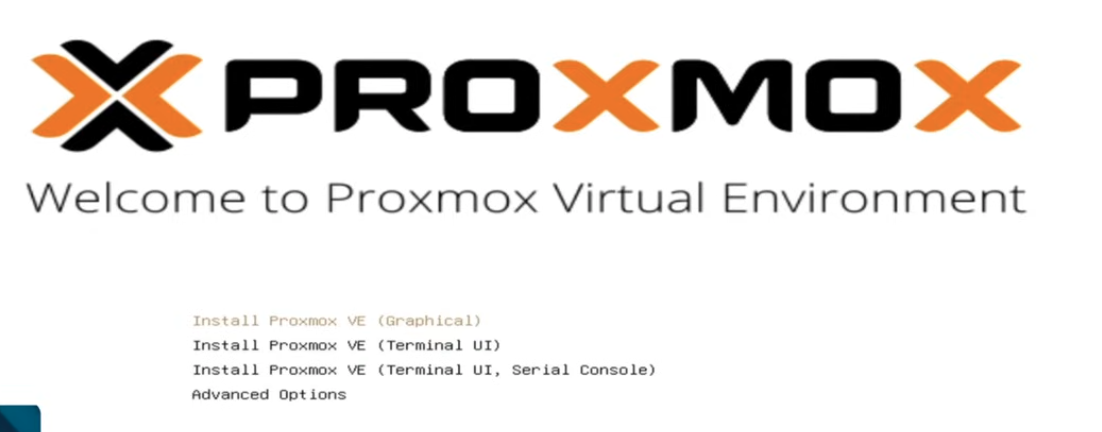 PROXMOX
Welcome to Proxmox Virtual Environment
Install Proxmox VE (Graphical)
Install Proxmox VE (Terminal UI)
Install Proxmox VE (Terminal UI, Serial Console)
Advanced Options